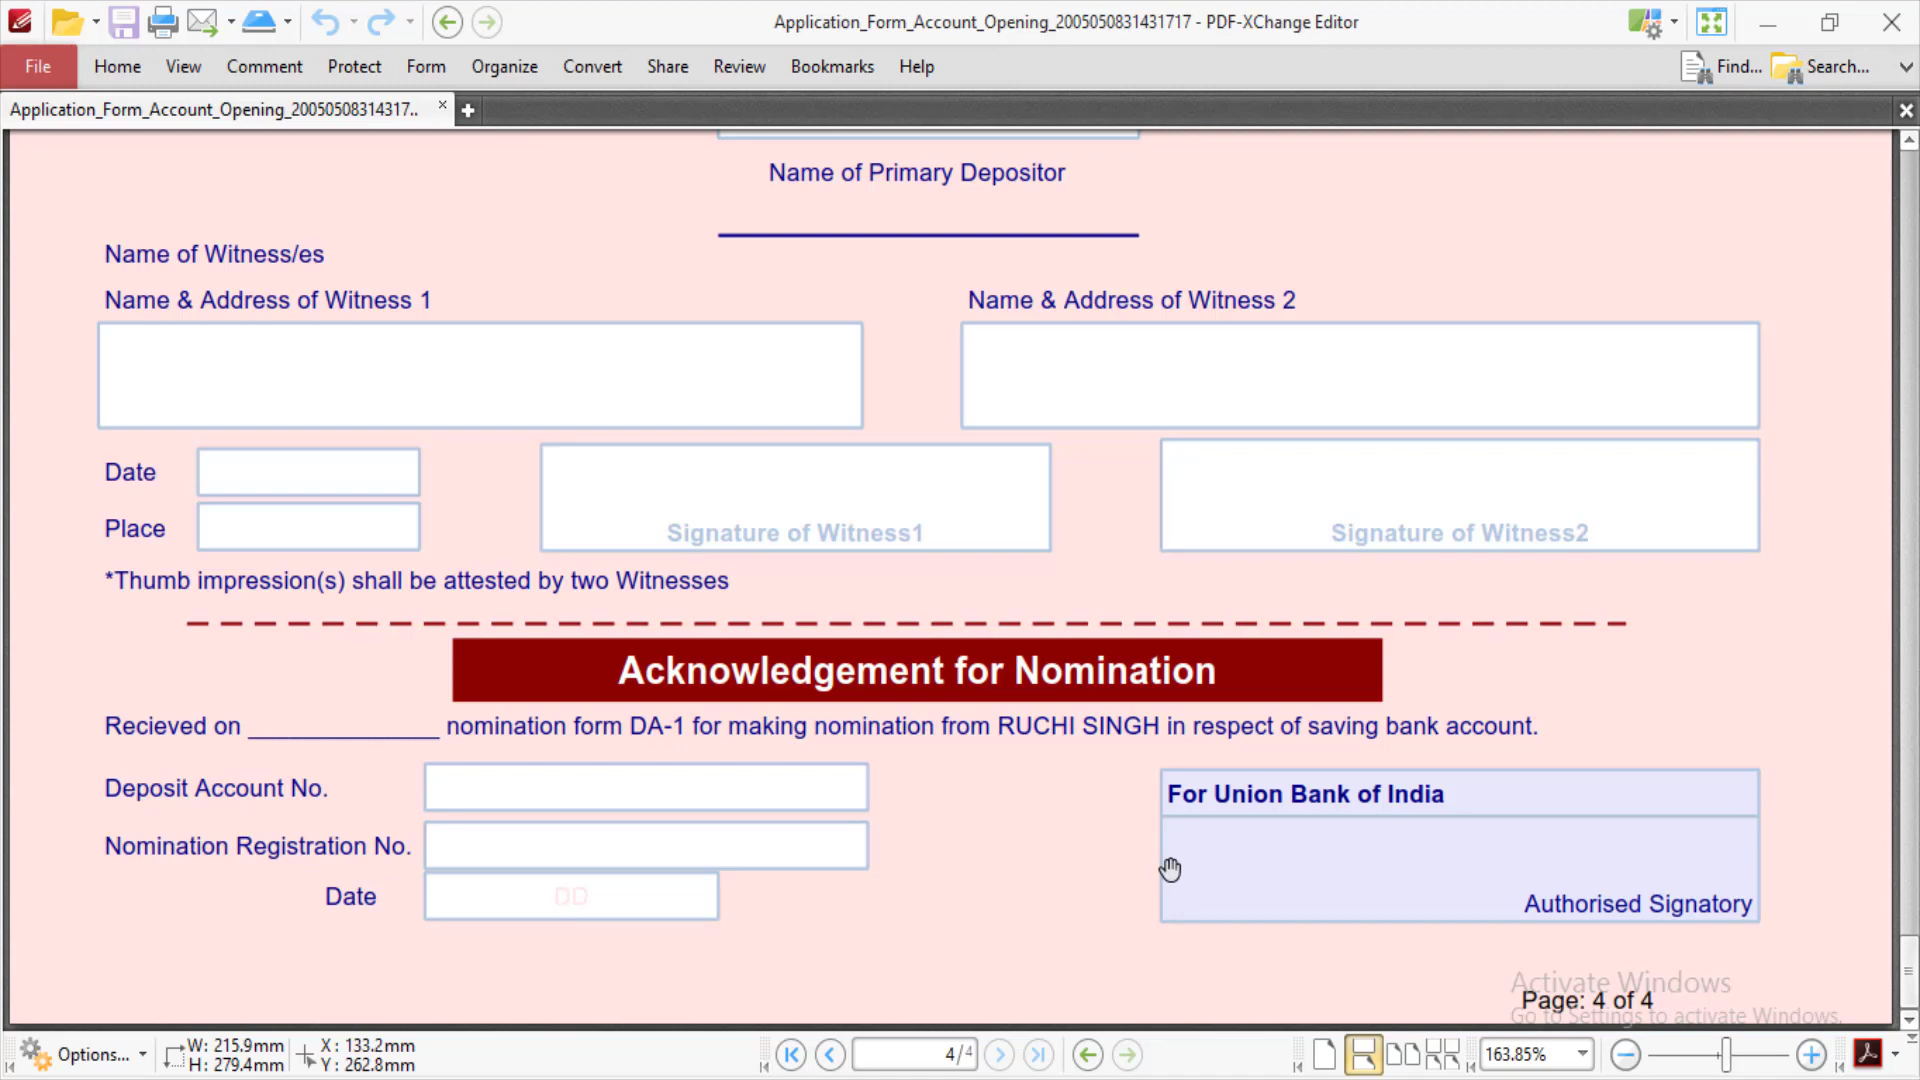 Application_Form_Account_Opening_2005050831431717 - PDF-XChange Editor
File Home View Comment Protect Form Organize Convert Share Review Bookmarks Help Find... Search...
Application_Form_Account_Opening_20050508314317..
Name of Primary Depositor
Name of Witness/es
Name & Address of Witness 1 Name & Address of Witness 2
Date
Place
Signature of Witness1 Signature of Witness2
*Thumb impression(s) shall be attested by two Witnesses
Acknowledgement for Nomination
Recieved on ______________ nomination form DA-1 for making nomination from RUCHI SINGH in respect of saving bank account.
Deposit Account No.
For Union Bank of India
Nomination Registration No.
Date DD
Authorised Signatory
Activate Windows
Page: 4 of 4
Go to Settings to activate Windows.
Options... W: 215.9mm X: 133.2mm 4/4 163.85%
H: 279.4mm Y: 262.8mm